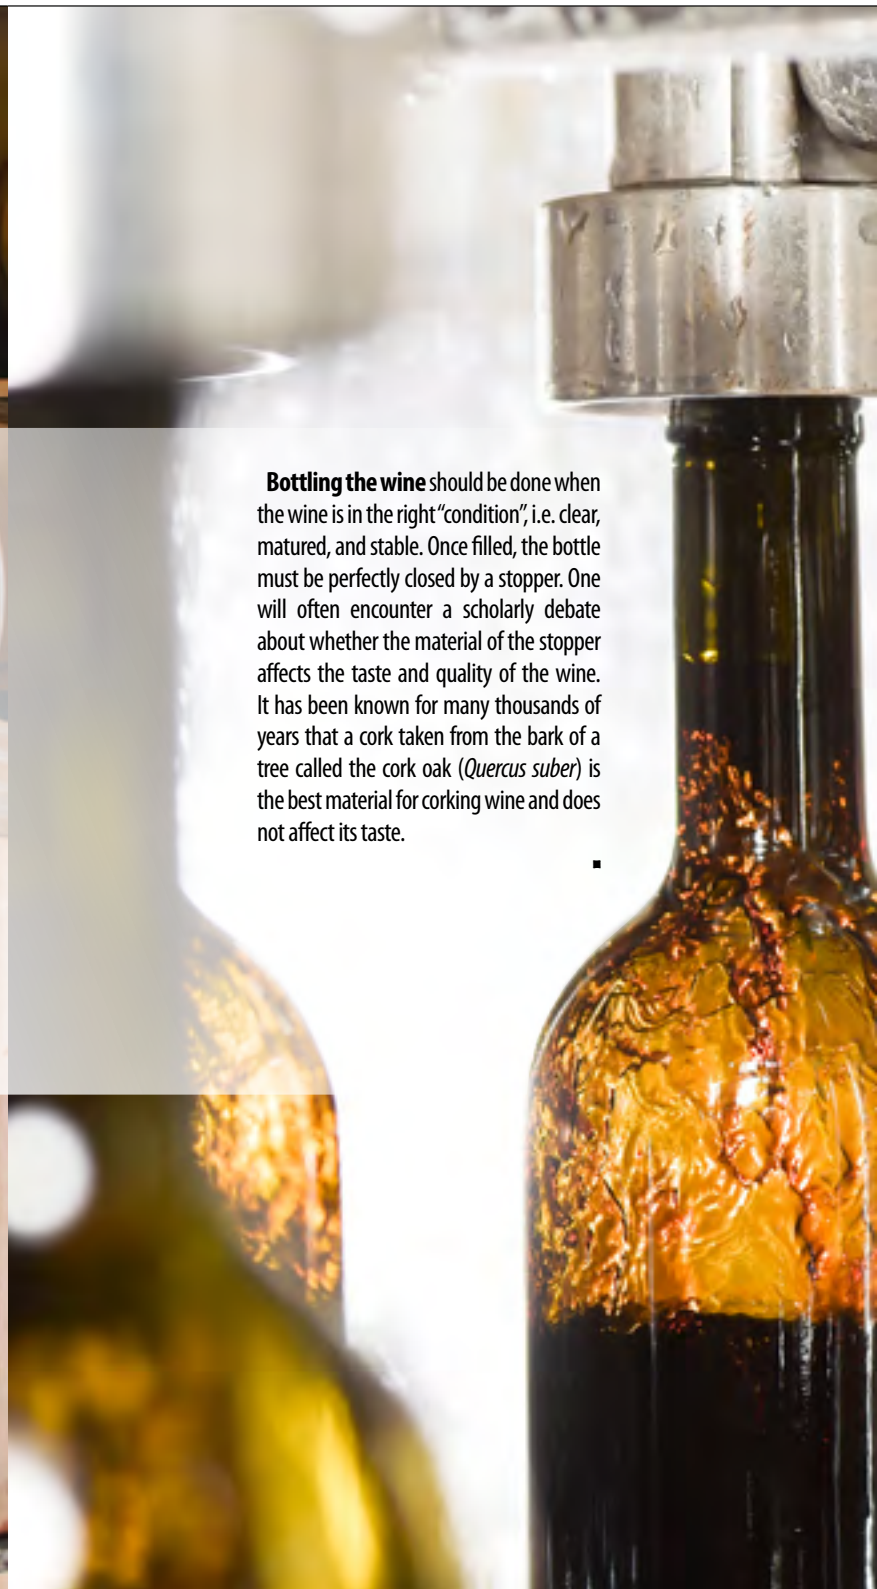 Bottling the wine should be done when
the wine is in the right “condition”, i.e. clear,
matured, and stable. Once filled, the bottle
must be perfectly closed by a stopper. One
will often encounter a scholarly debate
about whether the material of the stopper
affects the taste and quality of the wine.
It has been known for many thousands of
years that a cork taken from the bark of a
tree called the cork oak (Quercus suber) is
the best material for corking wine and does
not affect its taste.